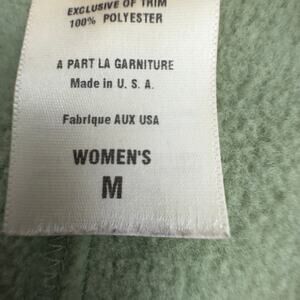 EXCLUSIVE OF TRIM
100% POLYESTER
A PART LA GARNITURE
Made in U. S. A.
Fabrique AUX USA
WOMEN'S
M